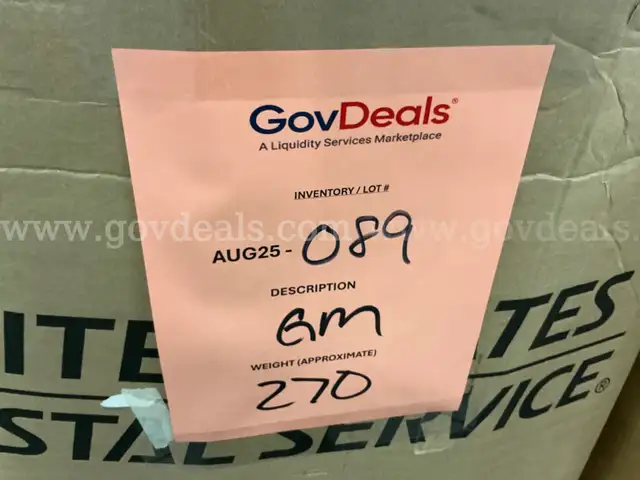 GovDeals®
A Liquidity Services Marketplace
INVENTORY / LOT #
www.govdeals.com www.govdeals.com
AUG25 - 089
DESCRIPTION
GM
WEIGHT (APPROXIMATE)
270
ITE TES
STAL SERVICE®